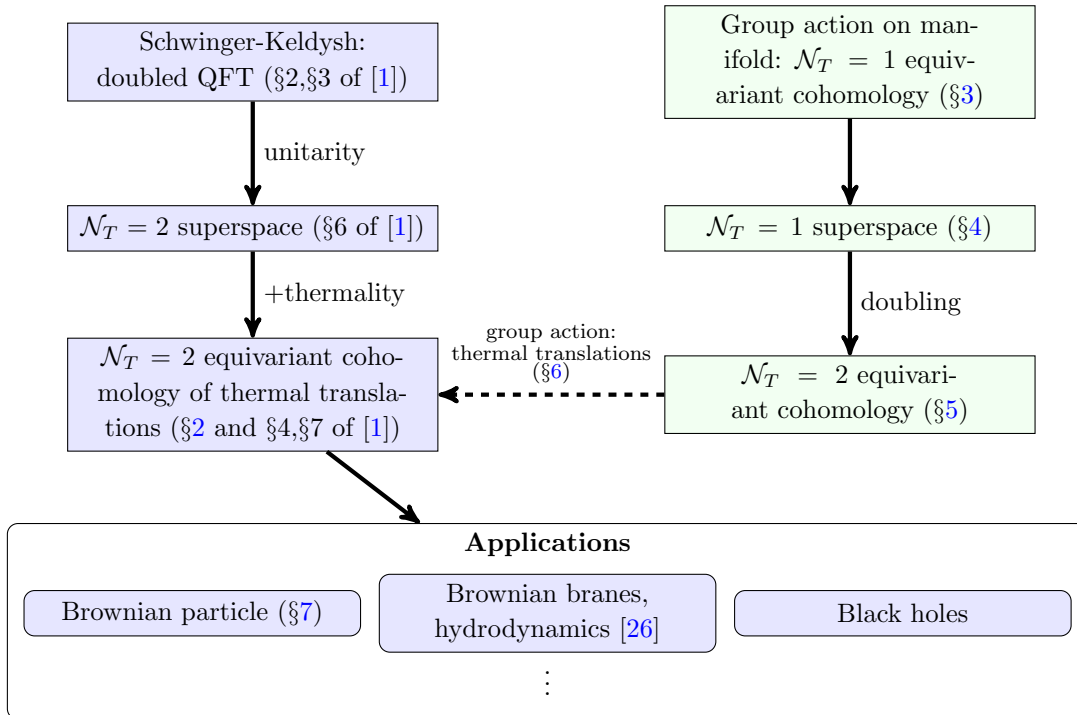 Schwinger-Keldysh:
doubled QFT (§2,§3 of [1])
unitarity
𝒩_T = 2 superspace (§6 of [1])
+thermality
𝒩_T = 2 equivariant coho-
mology of thermal transla-
tions (§2 and §4,§7 of [1])
Group action on man-
ifold: 𝒩_T = 1 equiv-
ariant cohomology (§3)
𝒩_T = 1 superspace (§4)
doubling
𝒩_T = 2 equivari-
ant cohomology (§5)
group action:
thermal translations
(§6)
Applications
Brownian particle (§7)
Brownian branes,
hydrodynamics [26]
Black holes
⋮